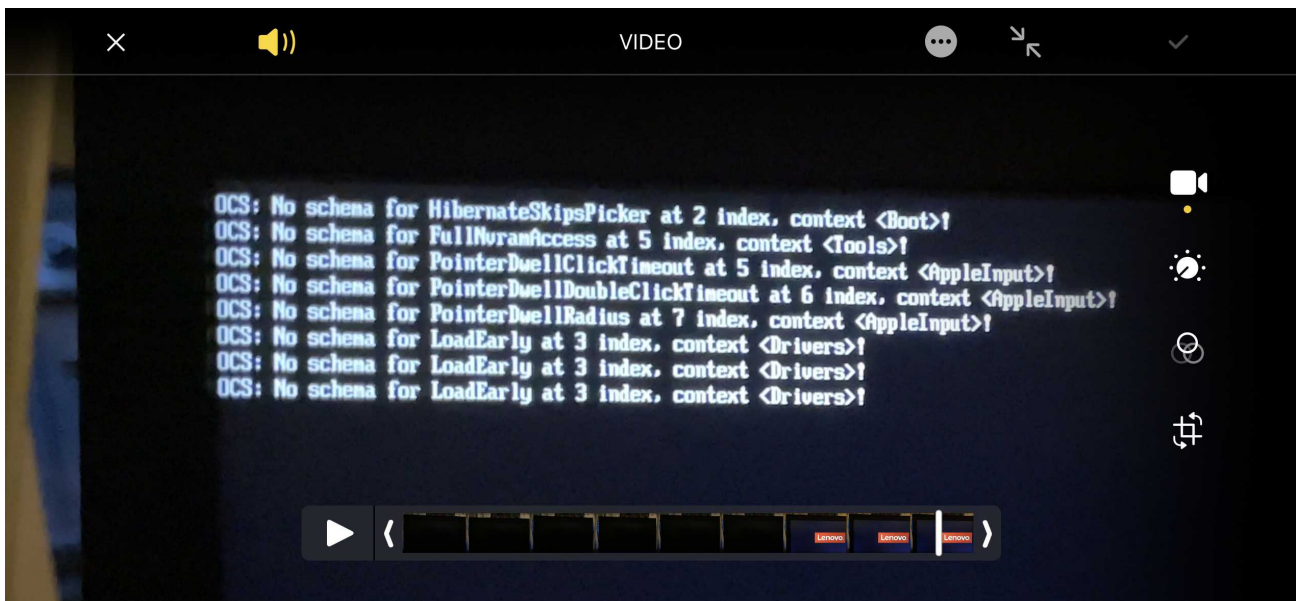 VIDEO
OCS: No schema for HibernateSkipsPicker at 2 index, context <Boot>!
OCS: No schema for FullNvramAccess at 5 index, context <Tools>!
OCS: No schema for PointerDwellClickTimeout at 5 index, context <AppleInput>!
OCS: No schema for PointerDwellDoubleClickTimeout at 6 index, context <AppleInput>!
OCS: No schema for PointerDwellRadius at 7 index, context <AppleInput>!
OCS: No schema for LoadEarly at 3 index, context <Drivers>!
OCS: No schema for LoadEarly at 3 index, context <Drivers>!
OCS: No schema for LoadEarly at 3 index, context <Drivers>!
Lenovo Lenovo Lenovo